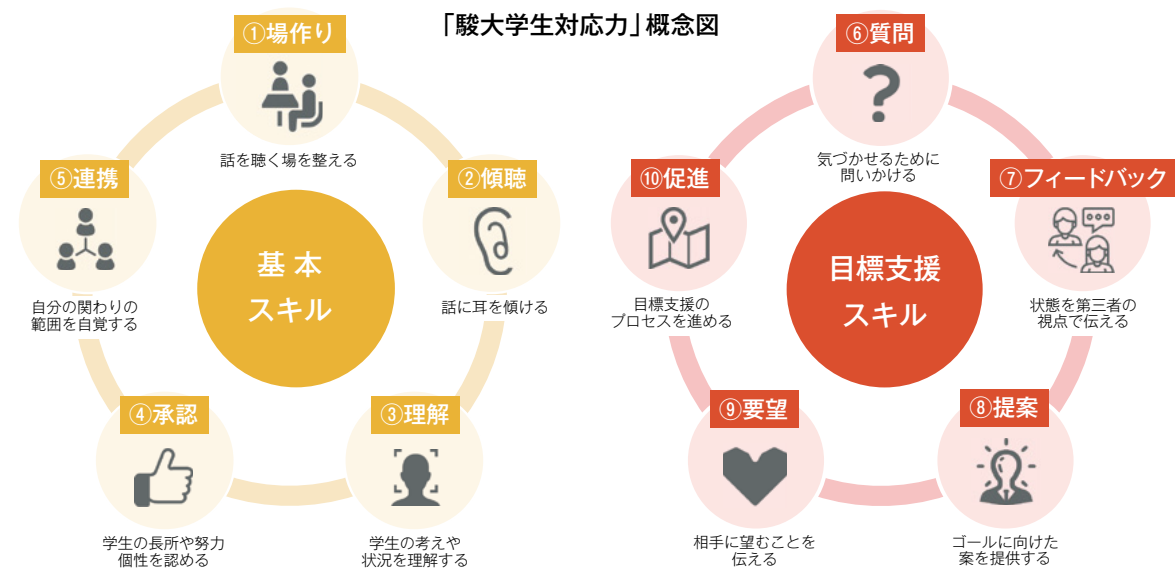 「駿大学生対応力」概念図
①場作り
話を聴く場を整える
②傾聴
話に耳を傾ける
③理解
学生の考えや
状況を理解する
④承認
学生の長所や努力
個性を認める
⑤連携
自分の関わりの
範囲を自覚する
基本
スキル
⑥質問
気づかせるために
問いかける
⑦フィードバック
状態を第三者の
視点で伝える
⑧提案
ゴールに向けた
案を提供する
⑨要望
相手に望むことを
伝える
⑩促進
目標支援の
プロセスを進める
目標支援
スキル